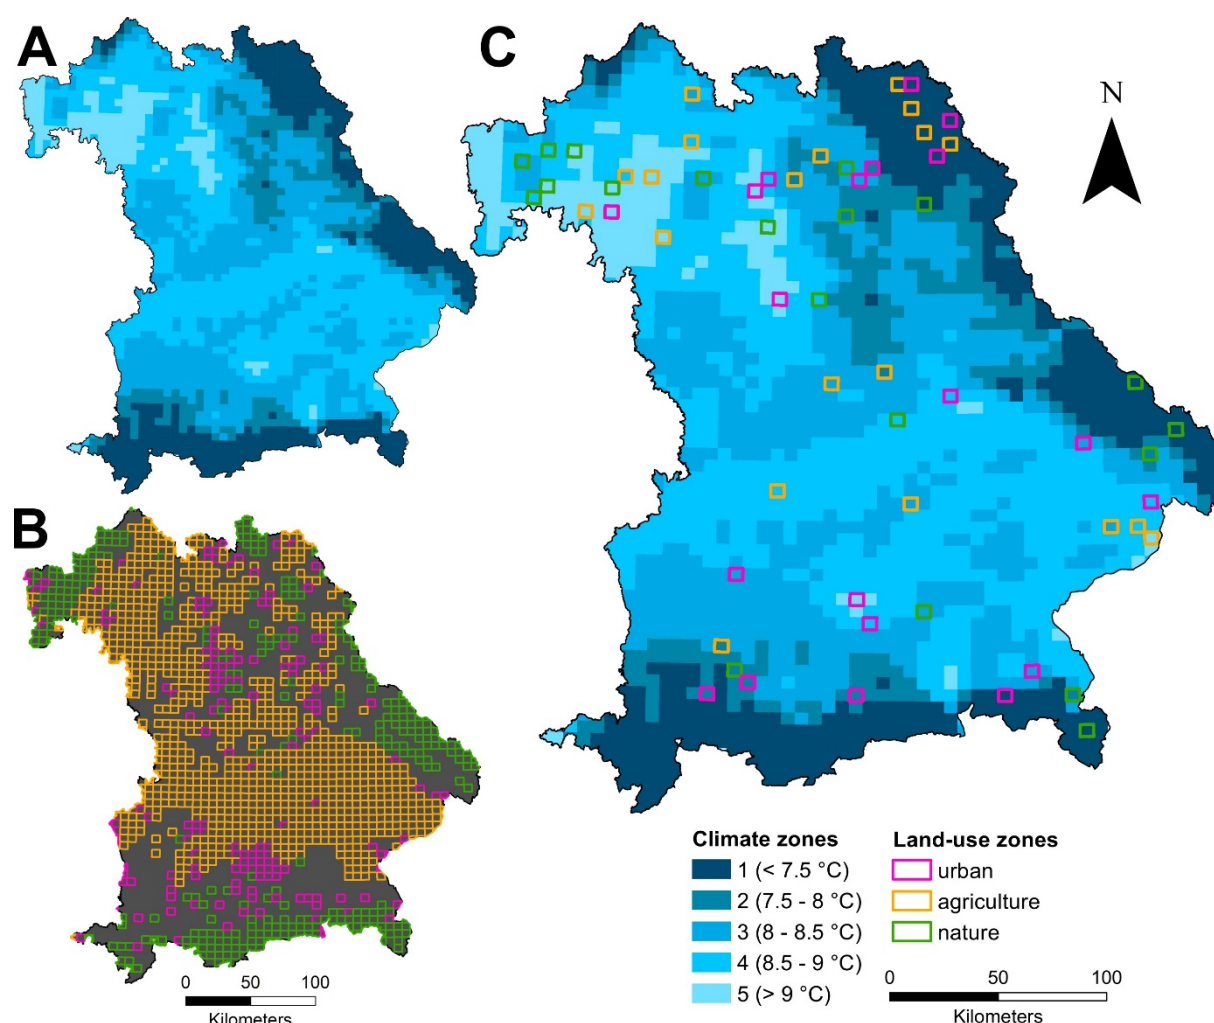 A
C
N
B
0 50 100
Kilometers
Climate zones
1 (< 7.5 °C)
2 (7.5 - 8 °C)
3 (8 - 8.5 °C)
4 (8.5 - 9 °C)
5 (> 9 °C)
Land-use zones
urban
agriculture
nature
0 50 100
Kilometers